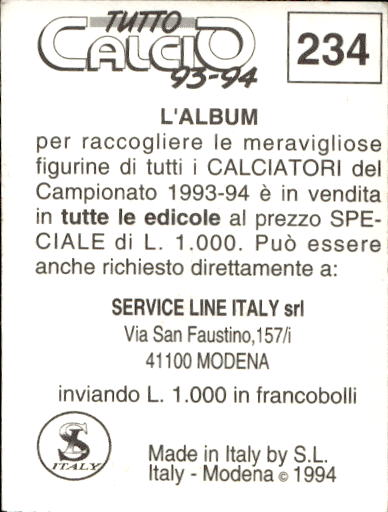 TUTTO
CALCIO
93-94
234
L'ALBUM
per raccogliere le meravigliose
figurine di tutti i CALCIATORI del
Campionato 1993-94 è in vendita
in tutte le edicole al prezzo SPE-
CIALE di L. 1.000. Può essere
anche richiesto direttamente a:
SERVICE LINE ITALY srl
Via San Faustino,157/i
41100 MODENA
inviando L. 1.000 in francobolli
SL
ITALY
Made in Italy by S.L.
Italy - Modena © 1994